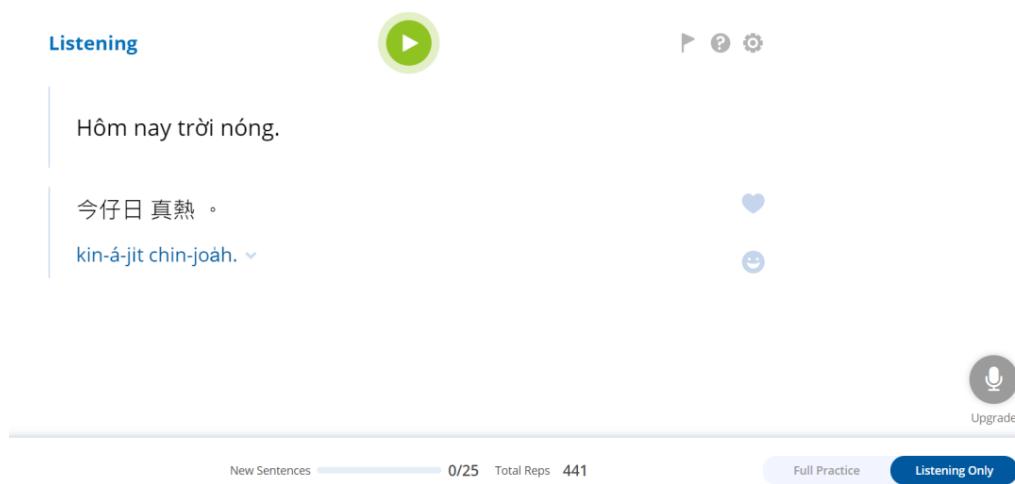 Listening
Hôm nay trời nóng.
今仔日 真熱 。
kin-á-ji̍t chin-joa̍h.
Upgrade
New Sentences 0/25 Total Reps 441
Full Practice Listening Only